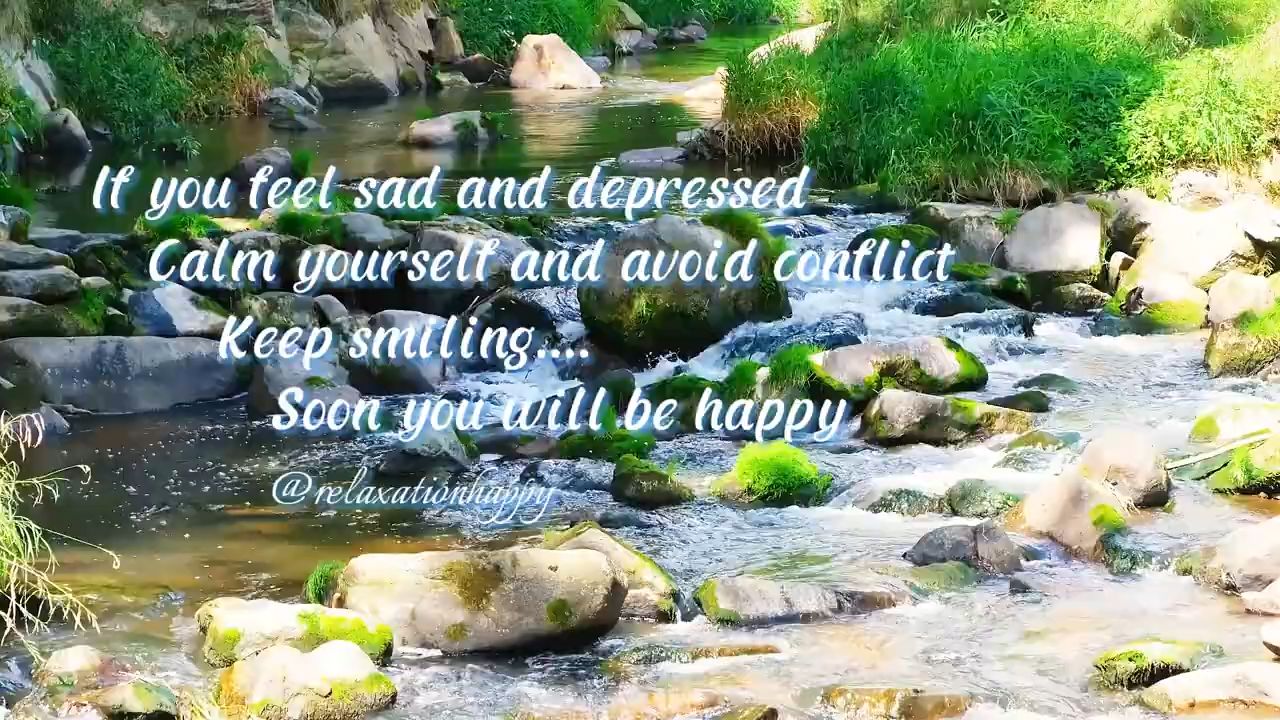 If you feel sad and depressed
Calm yourself and avoid conflict
Keep smiling....
Soon you will be happy
@relaxationhappy